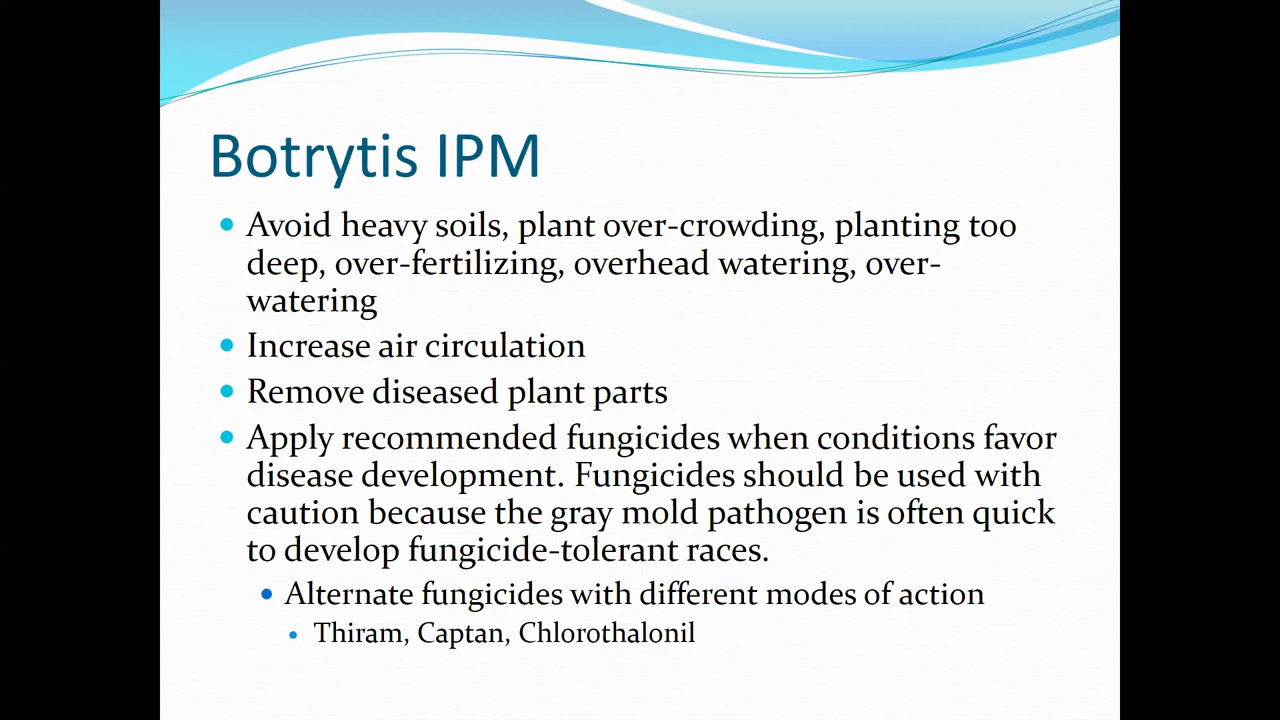 Botrytis IPM
• Avoid heavy soils, plant over-crowding, planting too
deep, over-fertilizing, overhead watering, over-
watering
• Increase air circulation
• Remove diseased plant parts
• Apply recommended fungicides when conditions favor
disease development. Fungicides should be used with
caution because the gray mold pathogen is often quick
to develop fungicide-tolerant races.
• Alternate fungicides with different modes of action
• Thiram, Captan, Chlorothalonil